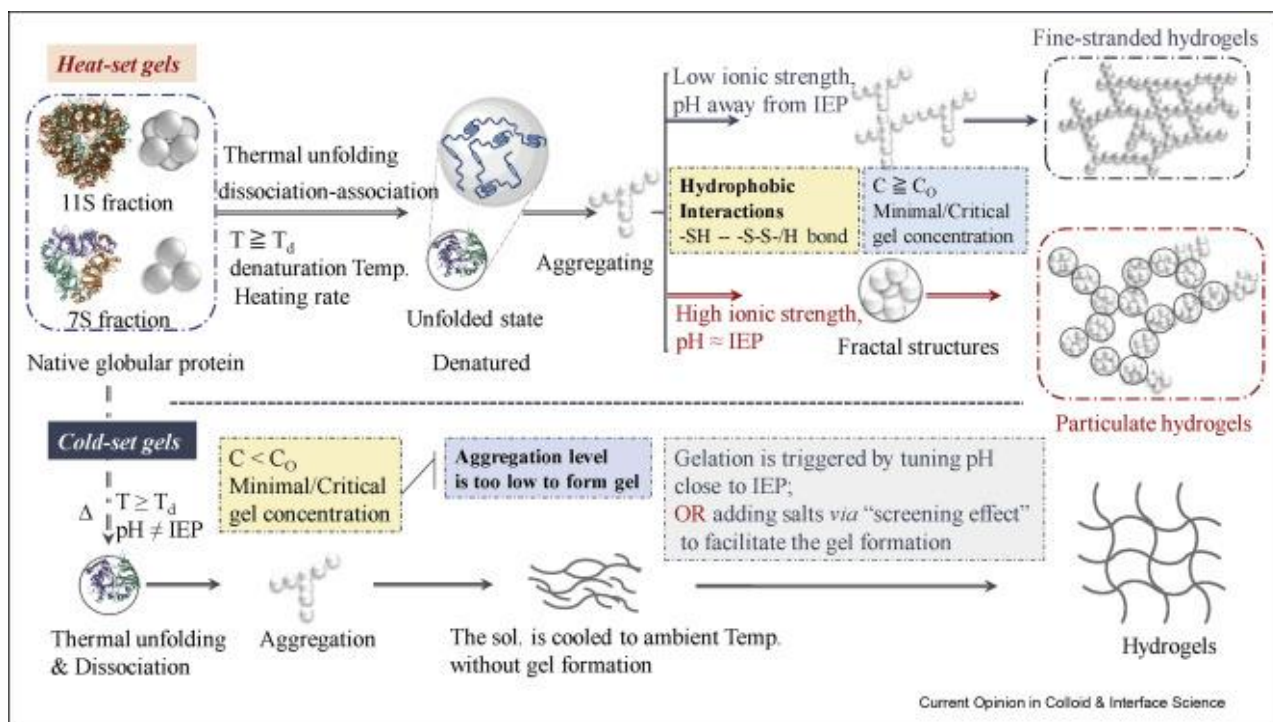 Heat-set gels
11S fraction
7S fraction
Native globular protein
Thermal unfolding
dissociation-association
T ≧ Td
denaturation Temp.
Heating rate
Unfolded state
Denatured
Aggregating
Low ionic strength,
pH away from IEP
Hydrophobic
Interactions
-SH -- -S-S-/H bond
C ≧ CO
Minimal/Critical
gel concentration
High ionic strength,
pH ≈ IEP
Fractal structures
Fine-stranded hydrogels
Particulate hydrogels
Cold-set gels
Δ
T ≥ Td
pH ≠ IEP
C < CO
Minimal/Critical
gel concentration
Aggregation level
is too low to form gel
Gelation is triggered by tuning pH
close to IEP;
OR adding salts via “screening effect”
to facilitate the gel formation
Thermal unfolding
& Dissociation
Aggregation
The sol. is cooled to ambient Temp.
without gel formation
Hydrogels
Current Opinion in Colloid & Interface Science